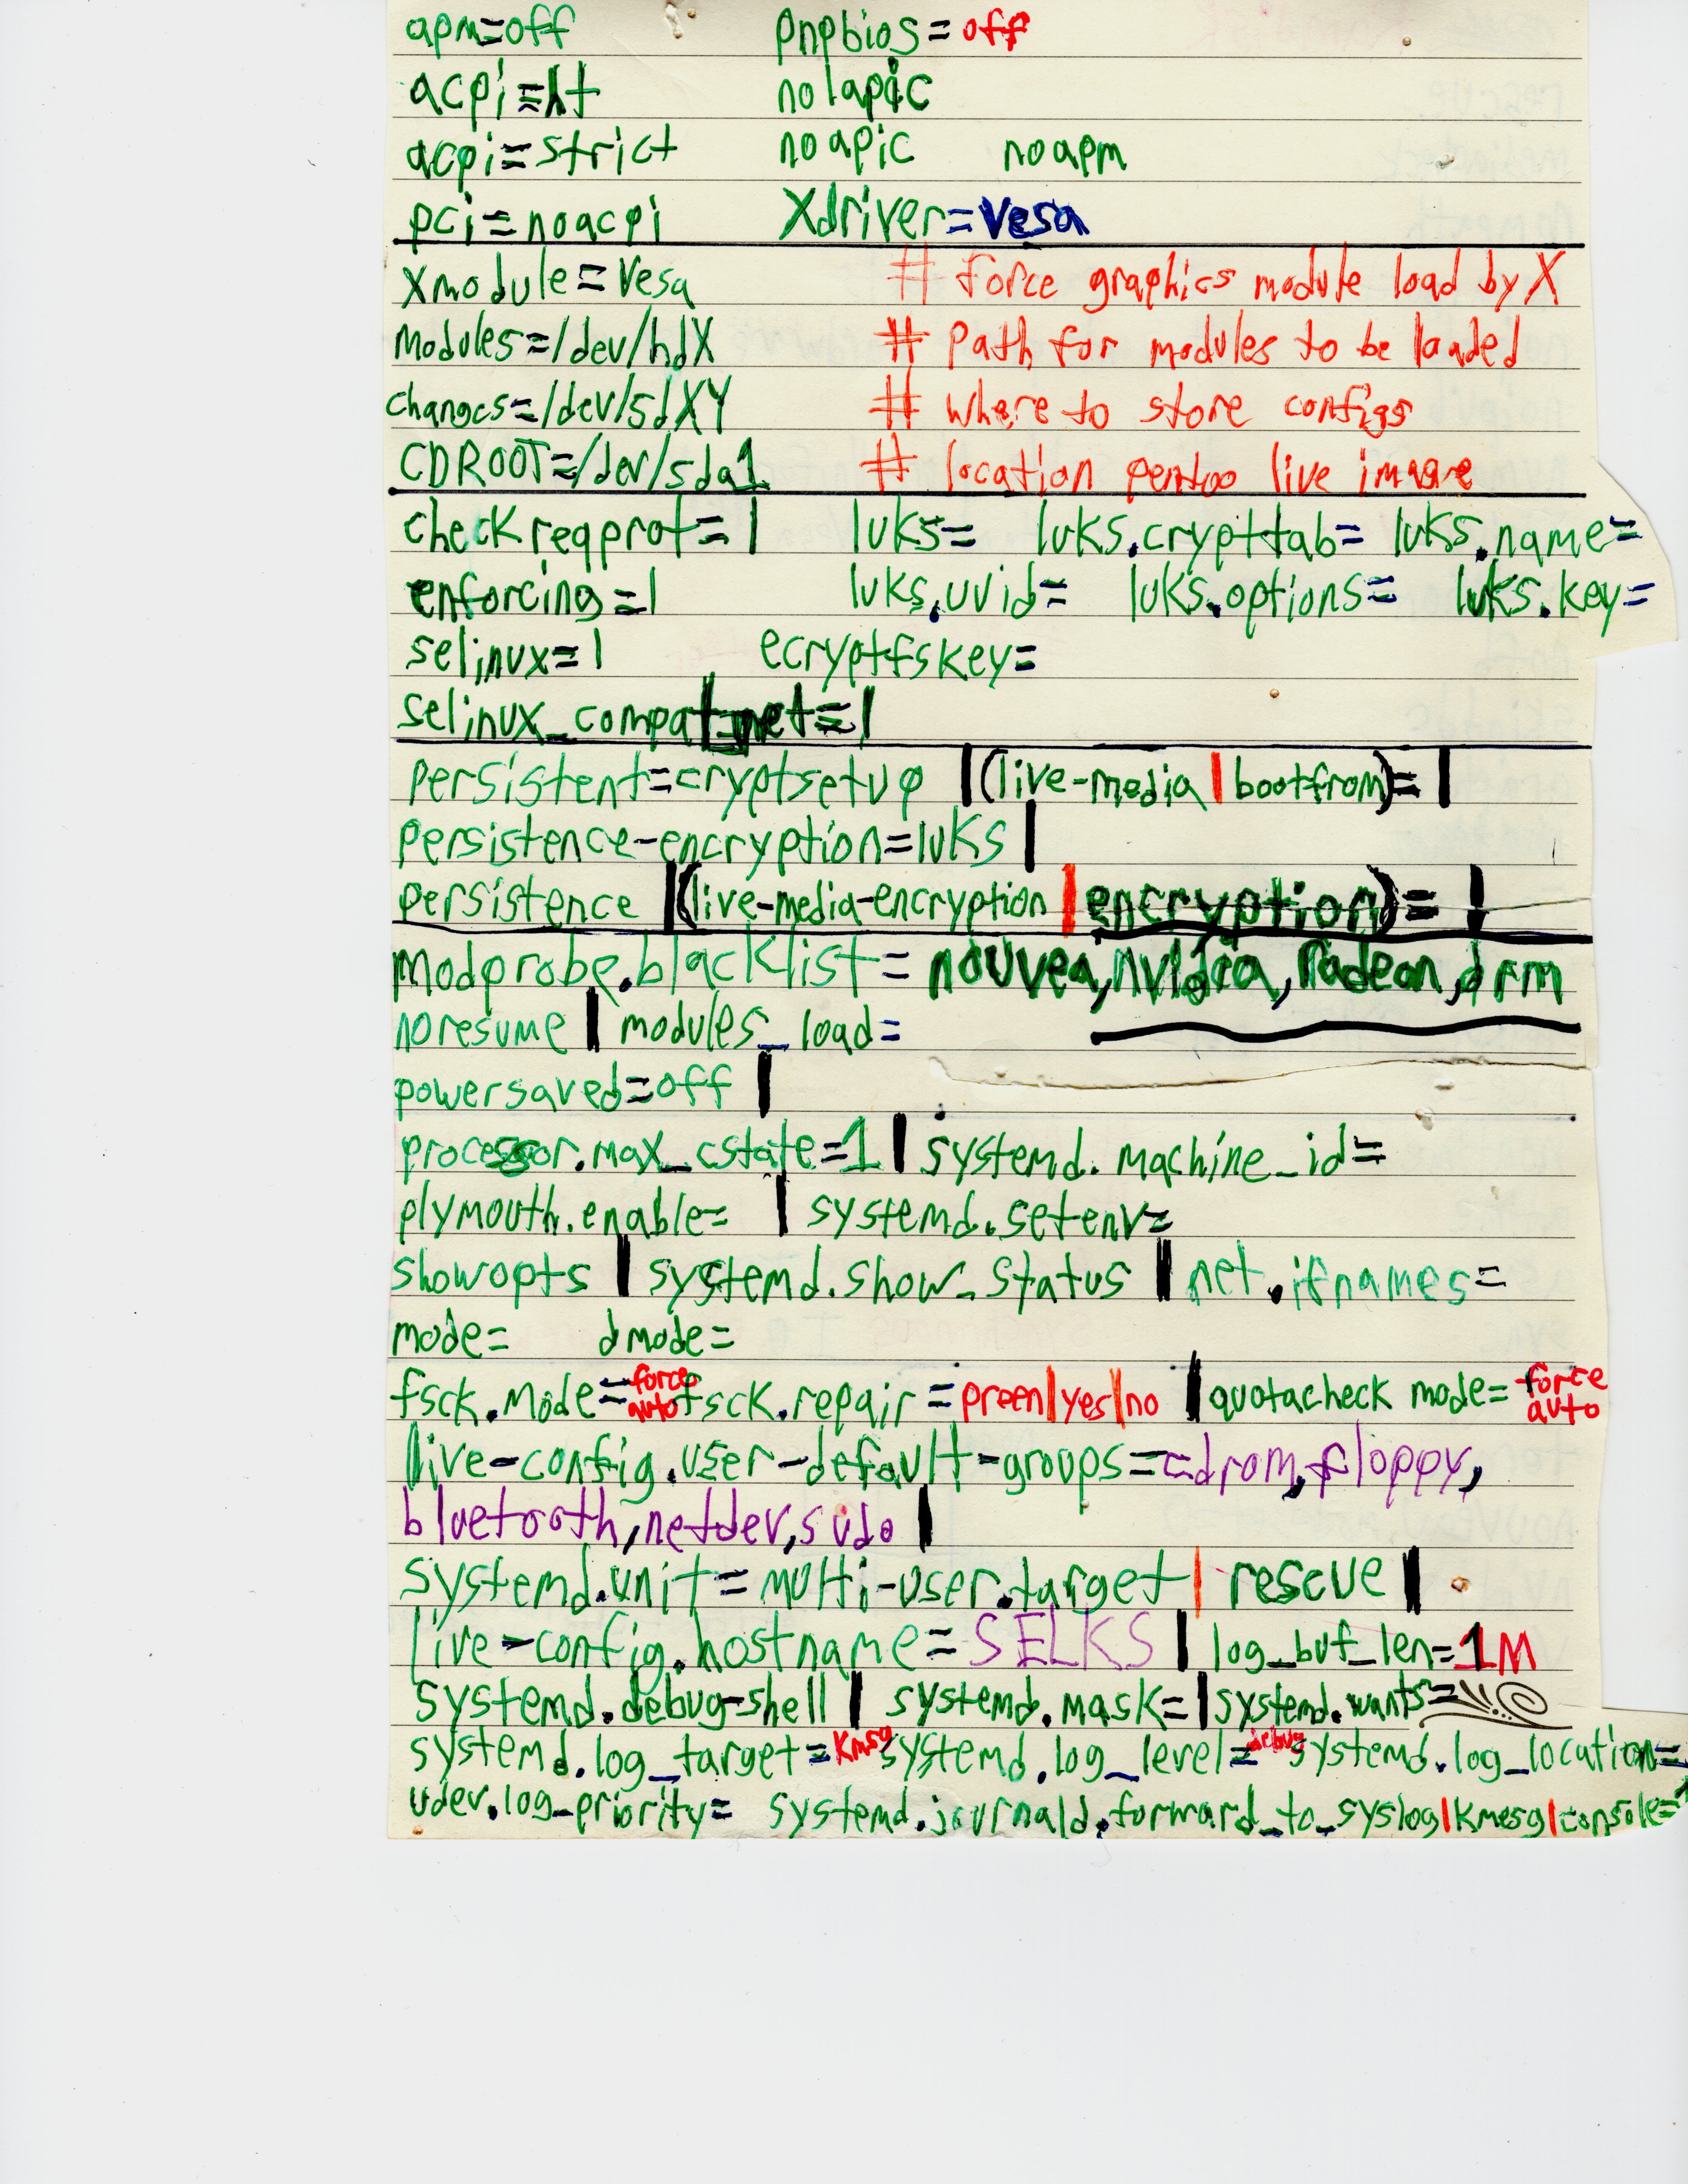 apm=off pnpbios=off
acpi=ht nolapic
acpi=strict noapic noapm
pci=noacpi Xdriver=vesa
xmodule=vesa # force graphics module load by X
modules=/dev/hdX # Path for modules to be loaded
changes=/dev/sdXY # where to store configs
CDROOT=/dev/sda1 # location pentoo live image
checkreqprot=1 luks= luks.crypttab= luks.name=
enforcing=1 luks.uuid= luks.options= luks.key=
selinux=1 ecryptfskey=
selinux_compat_net=1
persistent=cryptsetup |(live-media|bootfrom)= |
persistence-encryption=luks |
persistence |(live-media-encryption|encryption)= |
modprobe.blacklist=nouvea,nvidia,radeon,drm
noresume | modules_load=
powersaved=off |
processor.max_cstate=1 | systemd.machine_id=
plymouth.enable= | systemd.setenv=
showopts | systemd.show_status | net.ifnames=
mode= dmode=
fsck.Mode=force auto fsck.repair=preen|yes|no | quotacheck mode=force auto
live-config.user-default-groups=cdrom,floppy,
bluetooth,netdev,sudo |
systemd.unit=multi-user.target | rescue |
live-config.hostname=SELKS | log_buf_len=1M
systemd.debug-shell | systemd.mask= | systemd.wants=
systemd.log_target=kmsg systemd.log_level=debug systemd.log_location=
udev.log_priority= systemd.journald.forward_to_syslog|kmesg|console=